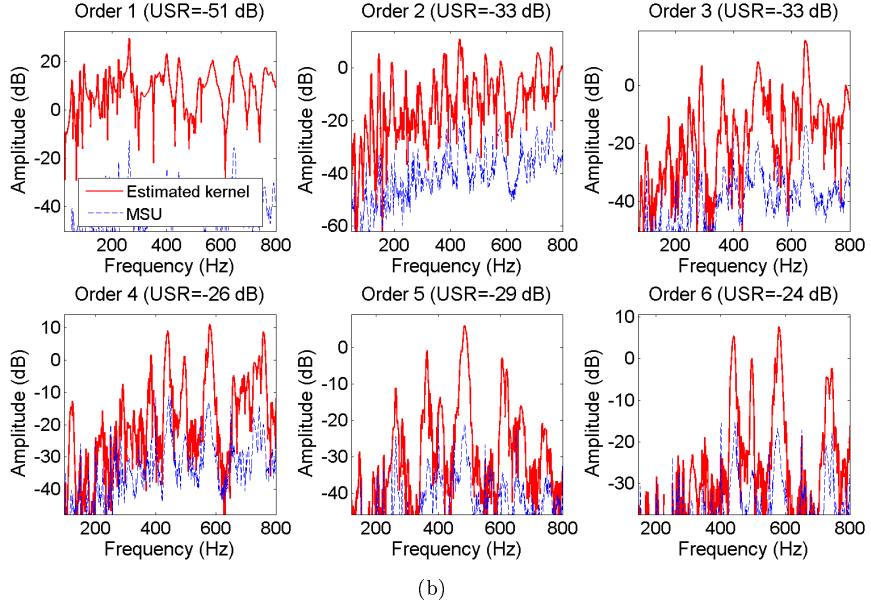 Order 1 (USR=-51 dB)
Order 2 (USR=-33 dB)
Order 3 (USR=-33 dB)
Amplitude (dB)
20
0
-20
-40
200
400
600
800
Frequency (Hz)
Estimated kernel
MSU
Amplitude (dB)
0
-20
-40
-60
200
400
600
800
Frequency (Hz)
Amplitude (dB)
0
-20
-40
200
400
600
800
Frequency (Hz)
Order 4 (USR=-26 dB)
Order 5 (USR=-29 dB)
Order 6 (USR=-24 dB)
Amplitude (dB)
10
0
-10
-20
-30
-40
200
400
600
800
Frequency (Hz)
Amplitude (dB)
0
-10
-20
-30
-40
200
400
600
800
Frequency (Hz)
Amplitude (dB)
10
0
-10
-20
-30
200
400
600
800
Frequency (Hz)
(b)